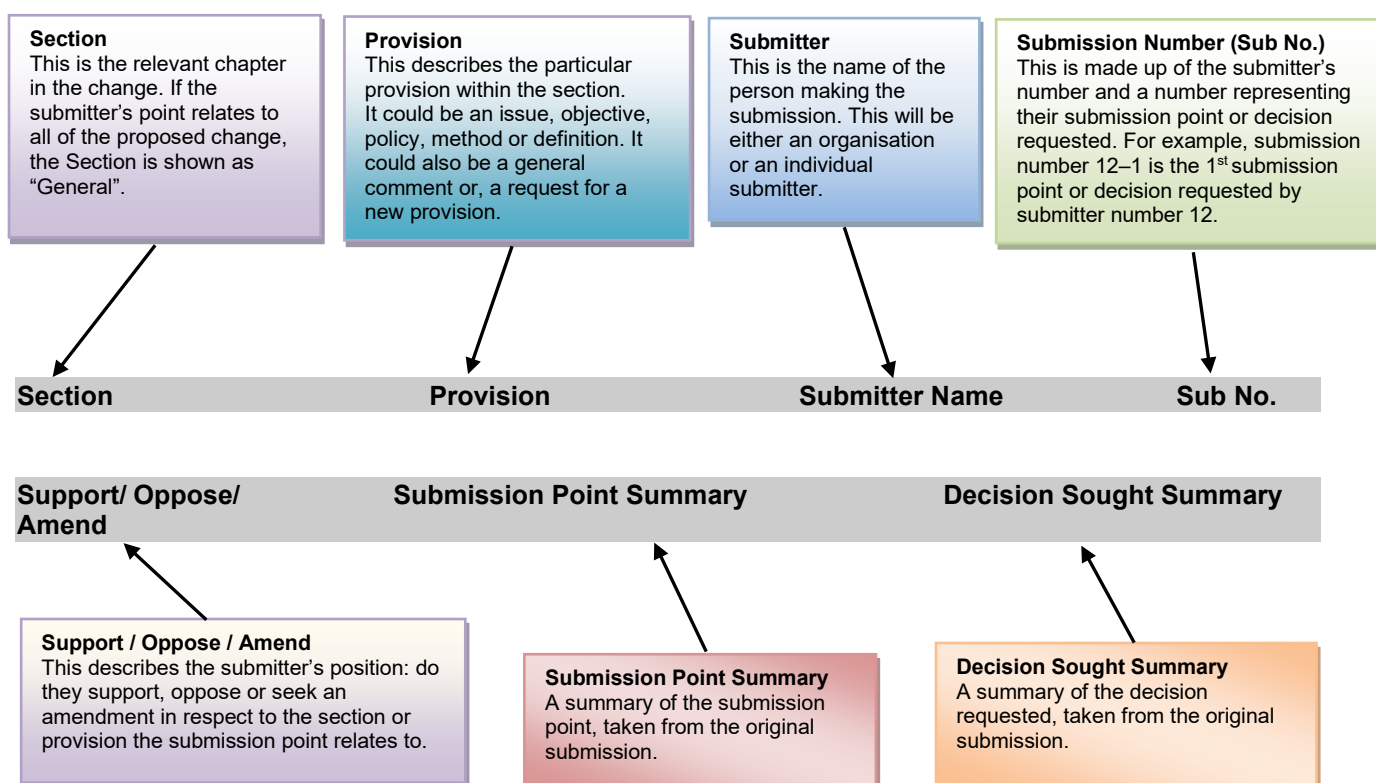 Section
This is the relevant chapter
in the change. If the
submitter’s point relates to
all of the proposed change,
the Section is shown as
“General”.
Provision
This describes the particular
provision within the section.
It could be an issue, objective,
policy, method or definition. It
could also be a general
comment or, a request for a
new provision.
Submitter
This is the name of the
person making the
submission. This will be
either an organisation
or an individual
submitter.
Submission Number (Sub No.)
This is made up of the submitter’s
number and a number representing
their submission point or decision
requested. For example, submission
number 12–1 is the 1st submission
point or decision requested by
submitter number 12.
Section Provision Submitter Name Sub No.
Support/ Oppose/ Submission Point Summary Decision Sought Summary
Amend
Support / Oppose / Amend
This describes the submitter’s position: do
they support, oppose or seek an
amendment in respect to the section or
provision the submission point relates to.
Submission Point Summary
A summary of the submission
point, taken from the original
submission.
Decision Sought Summary
A summary of the decision
requested, taken from the original
submission.